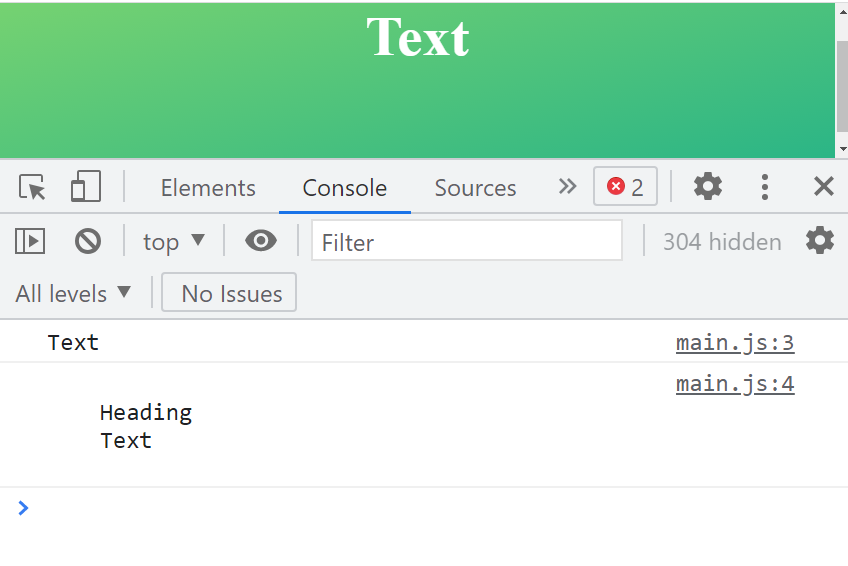 Text
Elements Console Sources 2
top Filter 304 hidden
All levels No Issues
Text main.js:3
main.js:4
Heading
Text